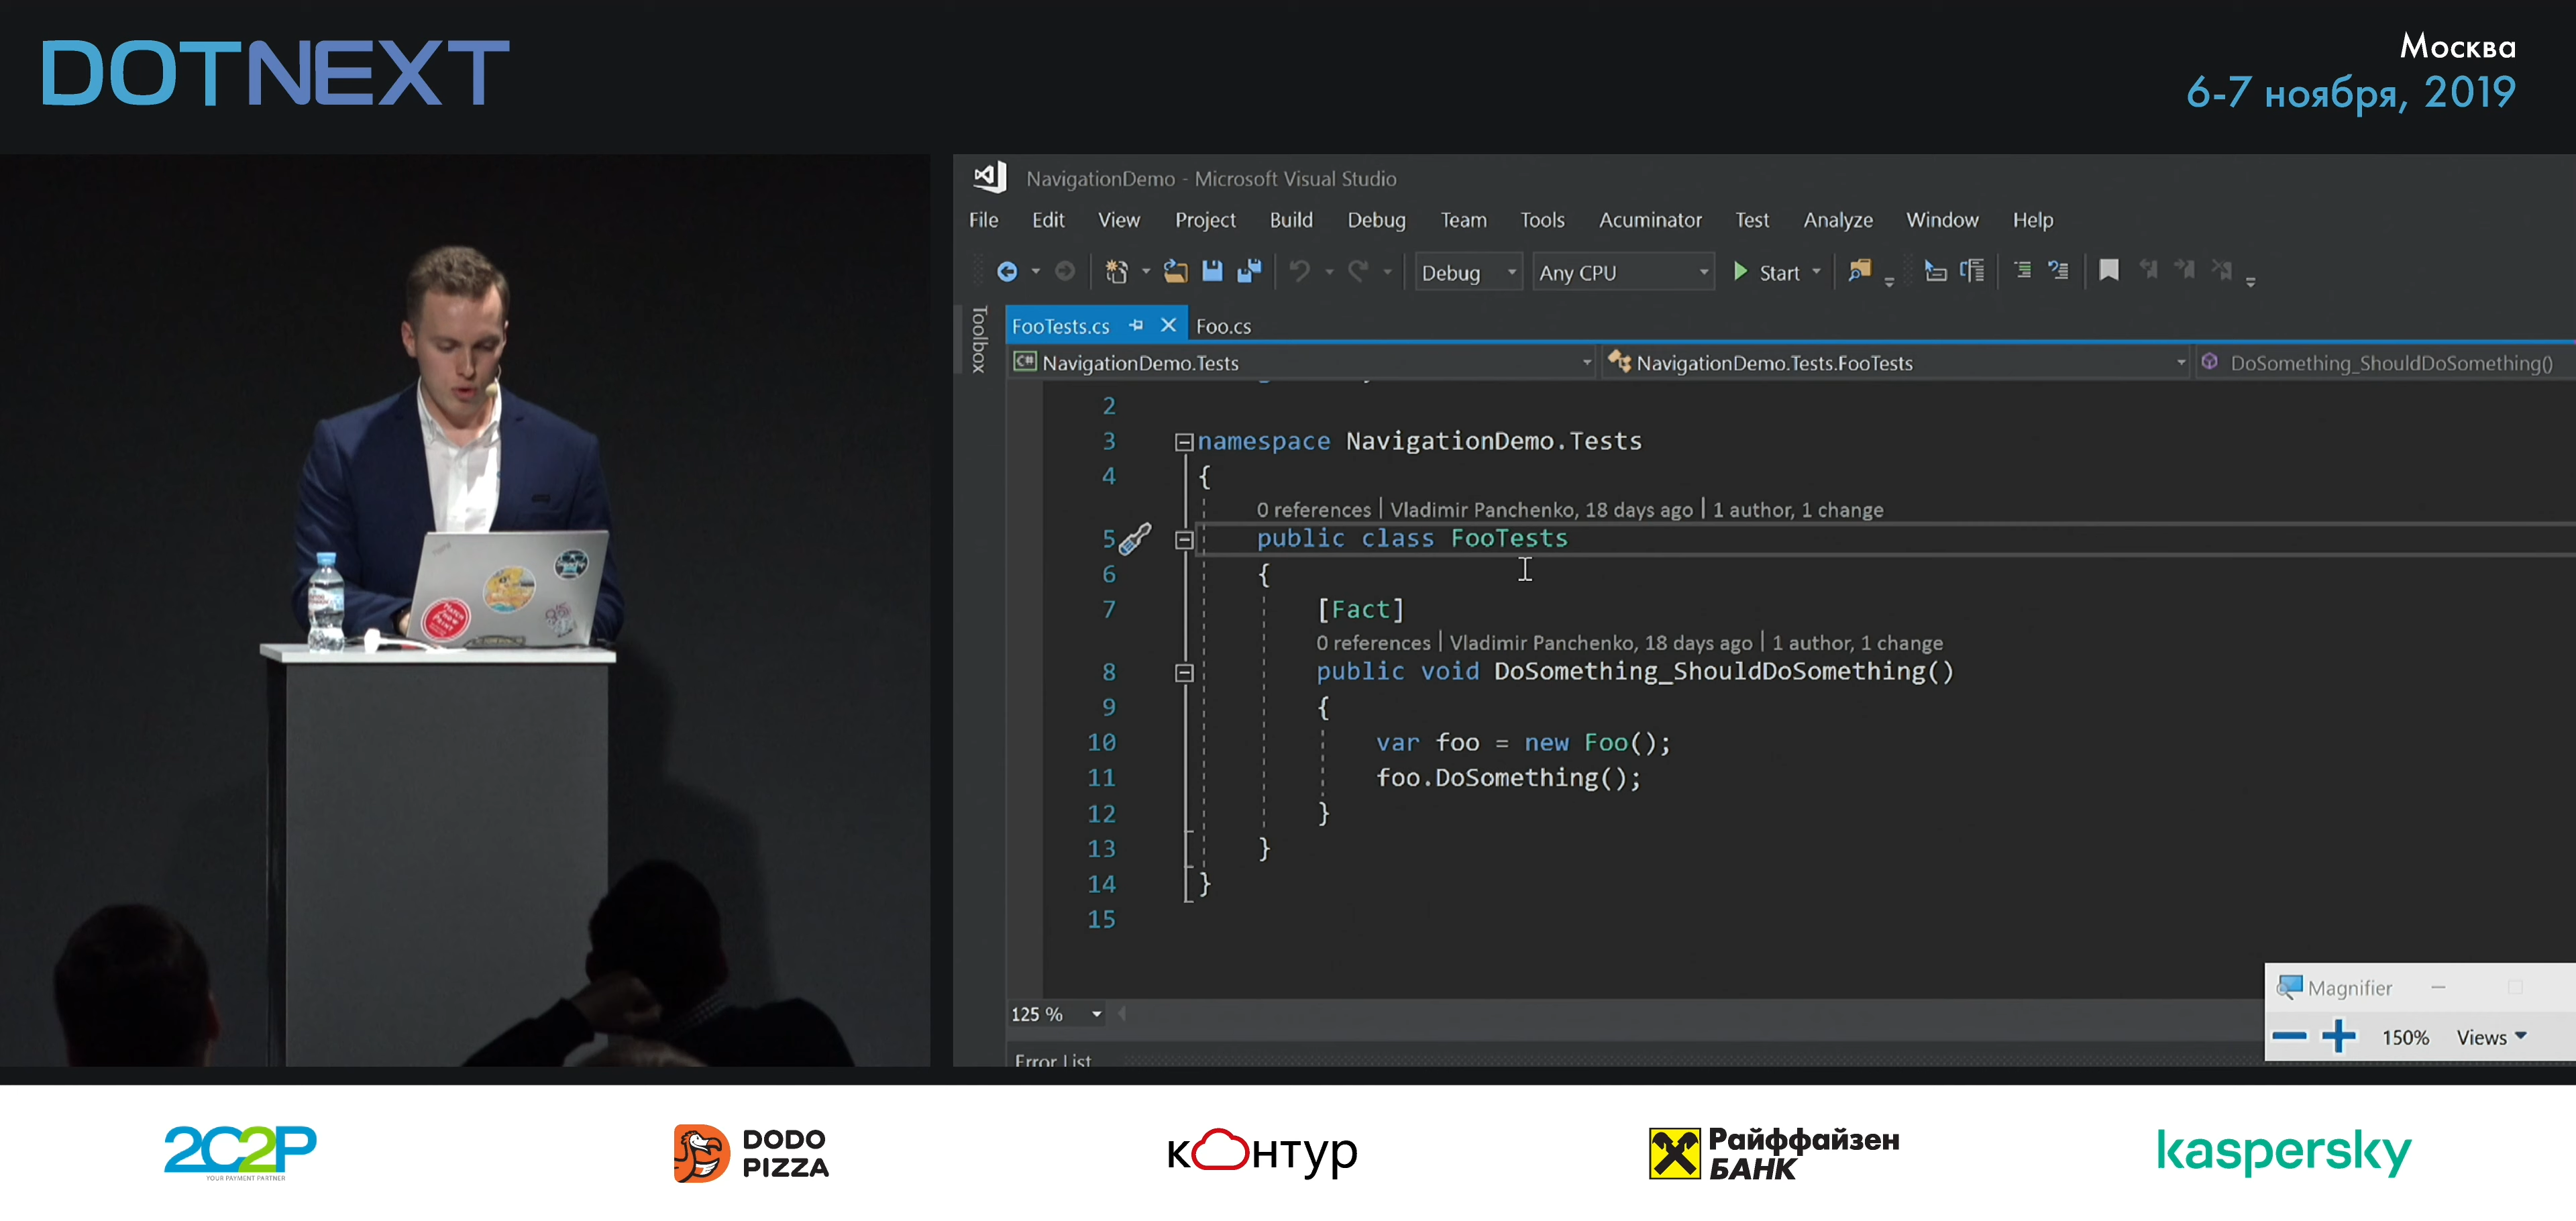 DOTNEXT
Москва
6-7 ноября, 2019
NavigationDemo - Microsoft Visual Studio
File Edit View Project Build Debug Team Tools Acuminator Test Analyze Window Help
Debug Any CPU Start
Toolbox
FooTests.cs Foo.cs
C# NavigationDemo.Tests NavigationDemo.Tests.FooTests DoSomething_ShouldDoSomething()
2
3 namespace NavigationDemo.Tests
4 {
0 references | Vladimir Panchenko, 18 days ago | 1 author, 1 change
5 public class FooTests
6 {
7 [Fact]
0 references | Vladimir Panchenko, 18 days ago | 1 author, 1 change
8 public void DoSomething_ShouldDoSomething()
9 {
10 var foo = new Foo();
11 foo.DoSomething();
12 }
13 }
14 }
15
125 %
Error List
Magnifier
150% Views
2C2P
YOUR PAYMENT PARTNER
DODO
PIZZA
контур
Райффайзен
БАНК
kaspersky